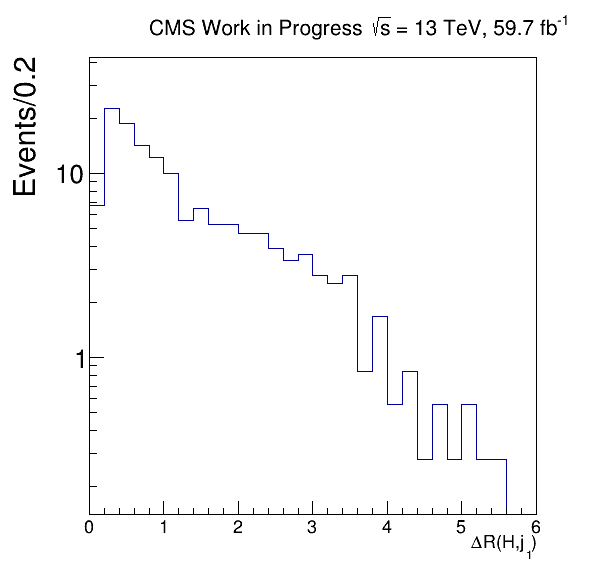 CMS Work in Progress √s = 13 TeV, 59.7 fb⁻¹
Events/0.2
10
1
0 1 2 3 4 5 6
ΔR(H,j₁)